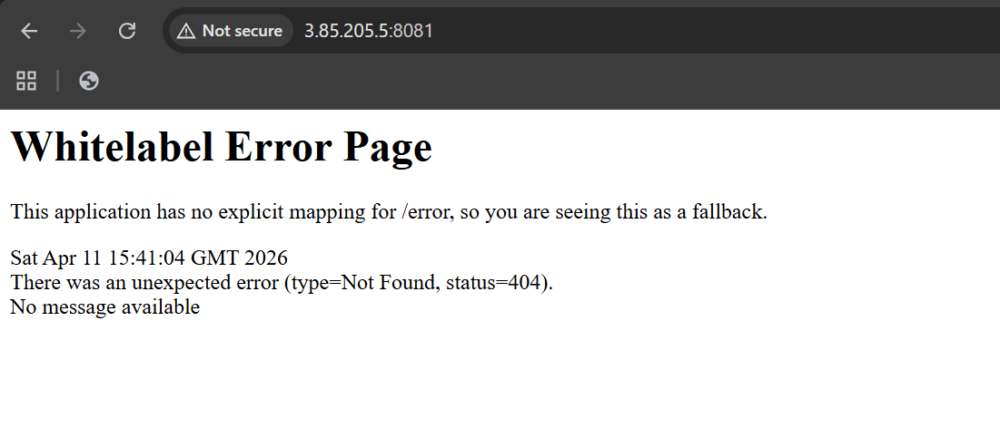 Not secure
3.85.205.5:8081
Whitelabel Error Page
This application has no explicit mapping for /error, so you are seeing this as a fallback.
Sat Apr 11 15:41:04 GMT 2026
There was an unexpected error (type=Not Found, status=404).
No message available